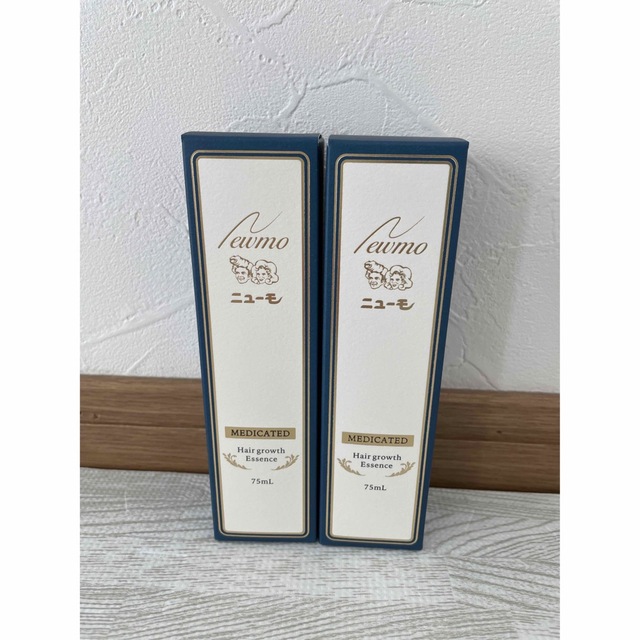 Newmo
ニューモ
MEDICATED
Hair growth
Essence
75mL
Newmo
ニューモ
MEDICATED
Hair growth
Essence
75mL